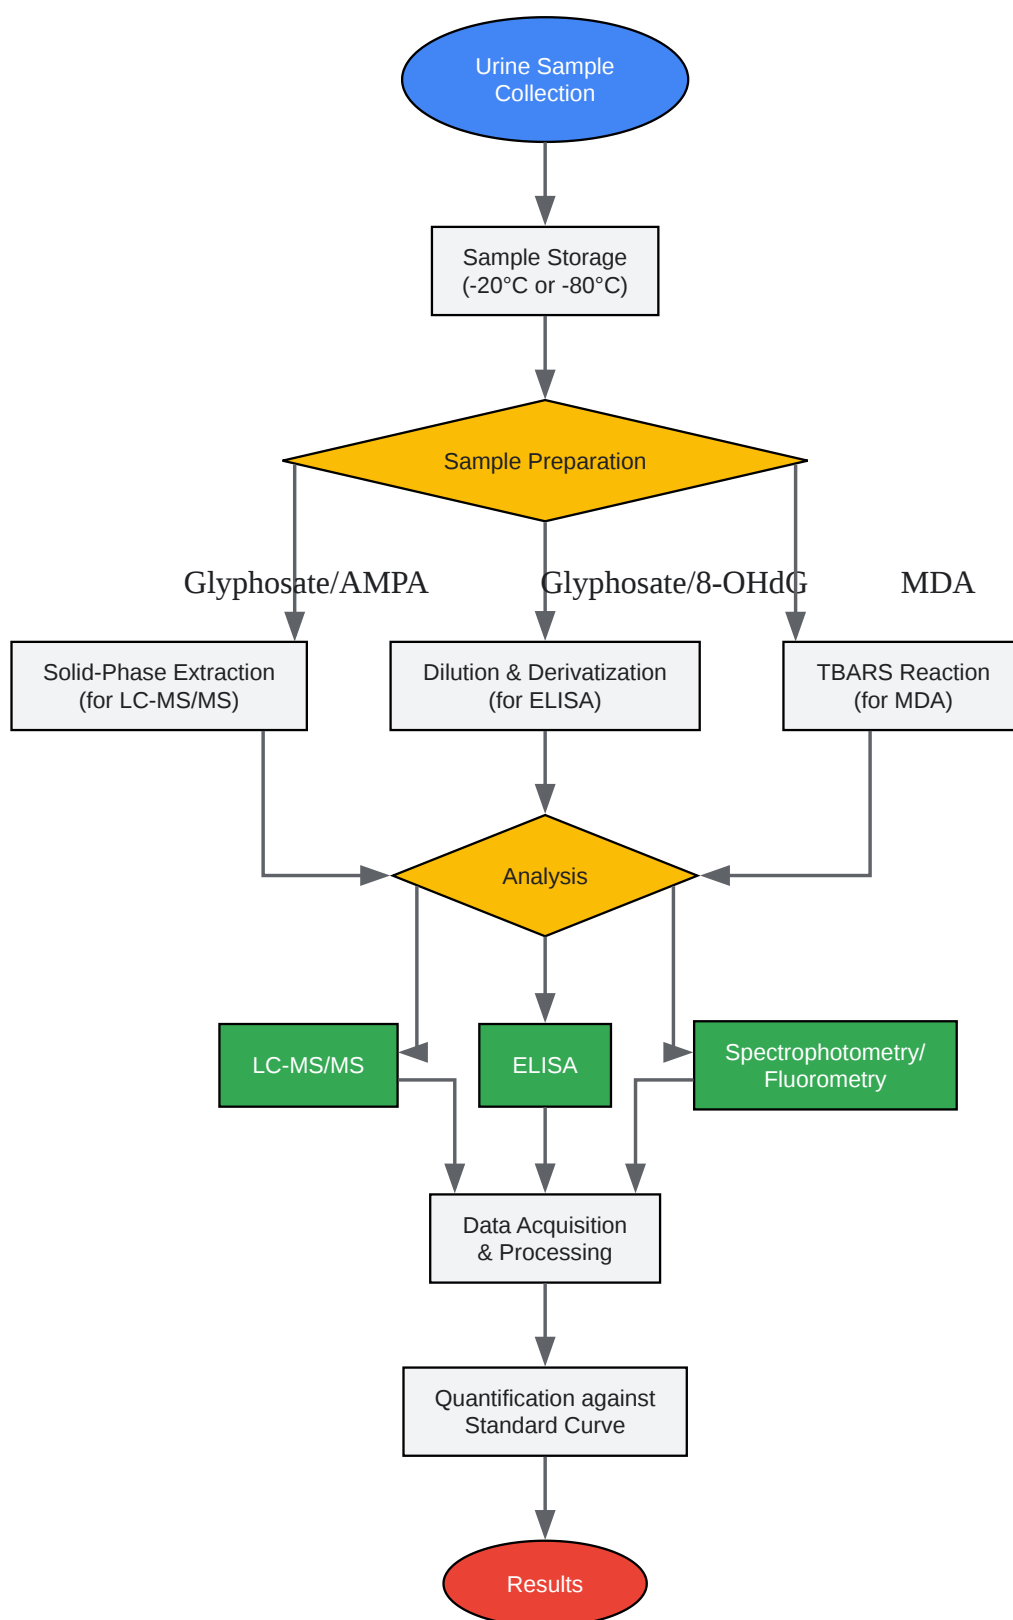 Urine Sample
Collection
Sample Storage
(-20°C or -80°C)
Sample Preparation
Glyphosate/AMPA
Glyphosate/8-OHdG
MDA
Solid-Phase Extraction
(for LC-MS/MS)
Dilution & Derivatization
(for ELISA)
TBARS Reaction
(for MDA)
Analysis
LC-MS/MS
ELISA
Spectrophotometry/
Fluorometry
Data Acquisition
& Processing
Quantification against
Standard Curve
Results